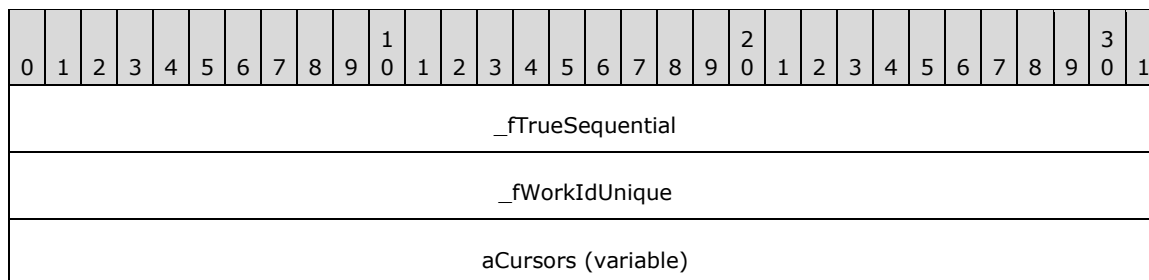 1 2 3
0 1 2 3 4 5 6 7 8 9 0 1 2 3 4 5 6 7 8 9 0 1 2 3 4 5 6 7 8 9 0 1
_fTrueSequential
_fWorkIdUnique
aCursors (variable)